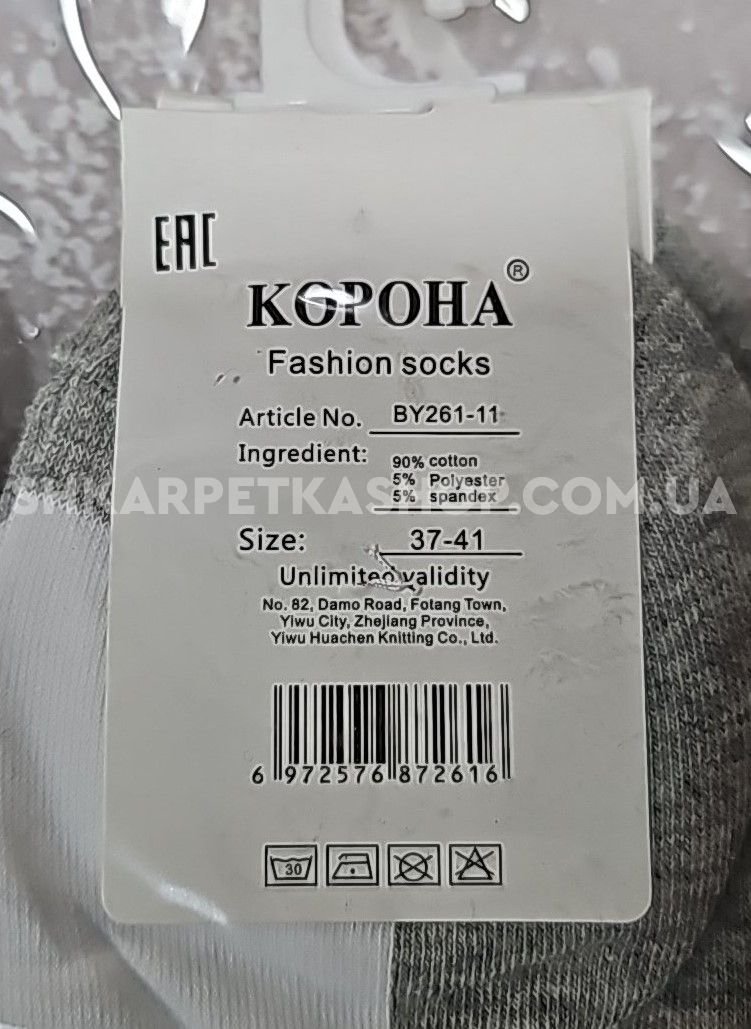 EAC
КОРОНА®
Fashion socks
Article No. BY261-11
Ingredient: 90% cotton
5% Polyester
5% spandex
SHKARPETKASHOP.COM.UA
Size: 37-41
Unlimited validity
No. 82, Damo Road, Fotang Town,
Yiwu City, Zhejiang Province,
Yiwu Huachen Knitting Co., Ltd.
6 972576 872616
30